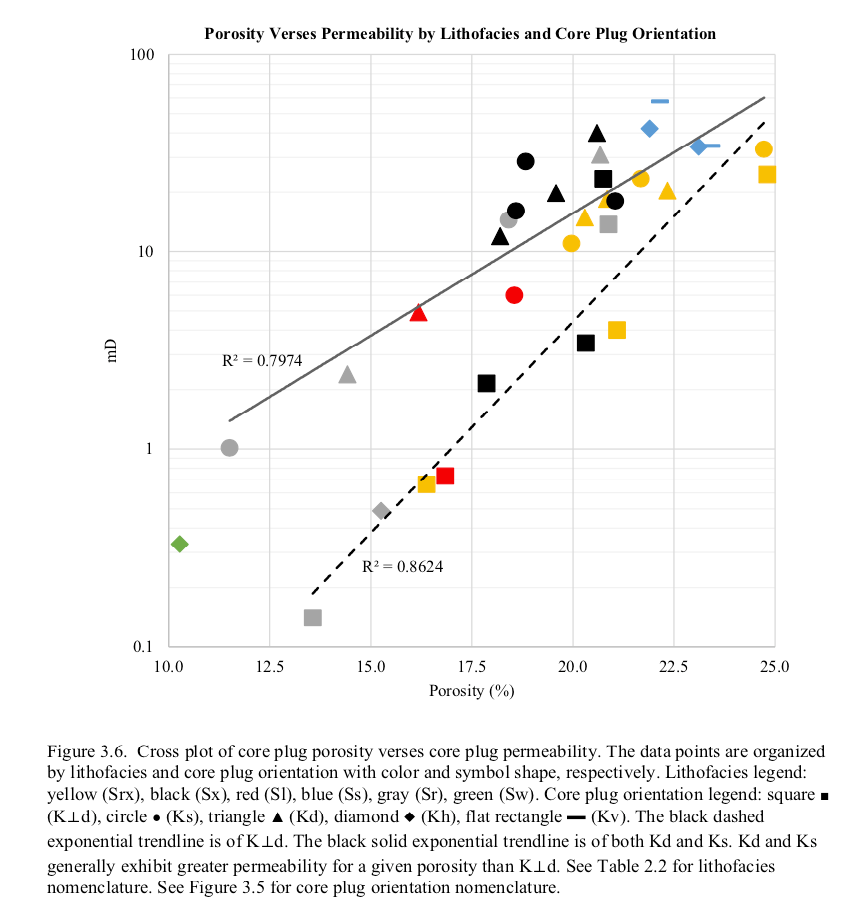 Porosity Verses Permeability by Lithofacies and Core Plug Orientation
100
10
1
0.1
mD
R² = 0.7974
R² = 0.8624
10.0 12.5 15.0 17.5 20.0 22.5 25.0
Porosity (%)
Figure 3.6. Cross plot of core plug porosity verses core plug permeability. The data points are organized
by lithofacies and core plug orientation with color and symbol shape, respectively. Lithofacies legend:
yellow (Srx), black (Sx), red (Sl), blue (Ss), gray (Sr), green (Sw). Core plug orientation legend: square ■
(K⊥d), circle ● (Ks), triangle ▲ (Kd), diamond ◆ (Kh), flat rectangle ▬ (Kv). The black dashed
exponential trendline is of K⊥d. The black solid exponential trendline is of both Kd and Ks. Kd and Ks
generally exhibit greater permeability for a given porosity than K⊥d. See Table 2.2 for lithofacies
nomenclature. See Figure 3.5 for core plug orientation nomenclature.